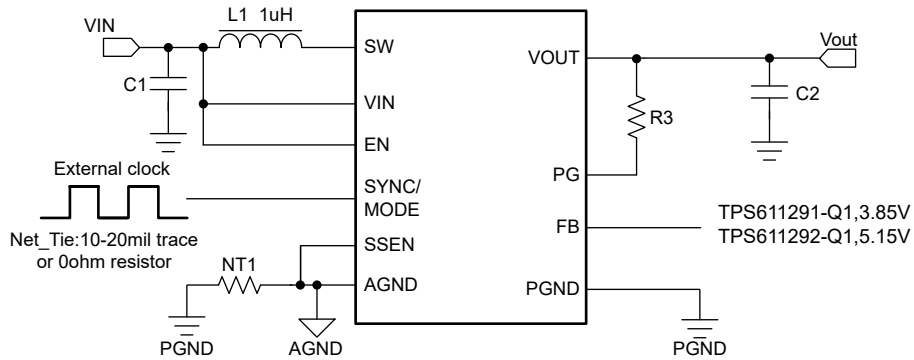 VIN
L1 1uH
C1
SW
VIN
EN
SYNC/
MODE
SSEN
AGND
External clock
Net_Tie:10-20mil trace
or 0ohm resistor
NT1
PGND
AGND
VOUT
PG
FB
PGND
Vout
C2
R3
TPS611291-Q1,3.85V
TPS611292-Q1,5.15V
PGND